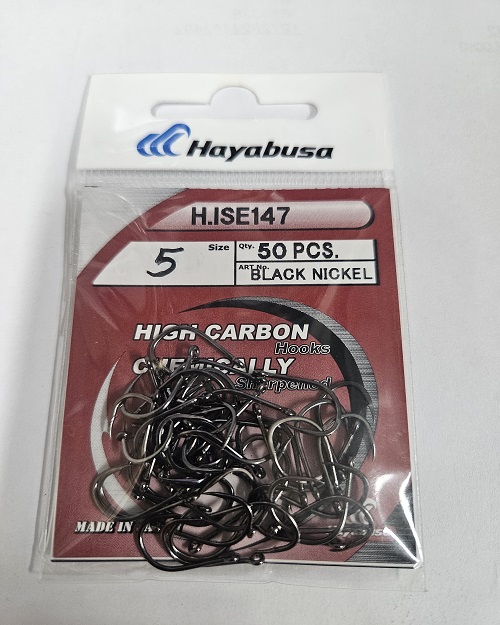 Hayabusa
H.ISE147
5 Size Qty. 50 PCS.
ART No. BLACK NICKEL
HIGH CARBON
Hooks
CHEMICALLY
Sharpened
MADE IN